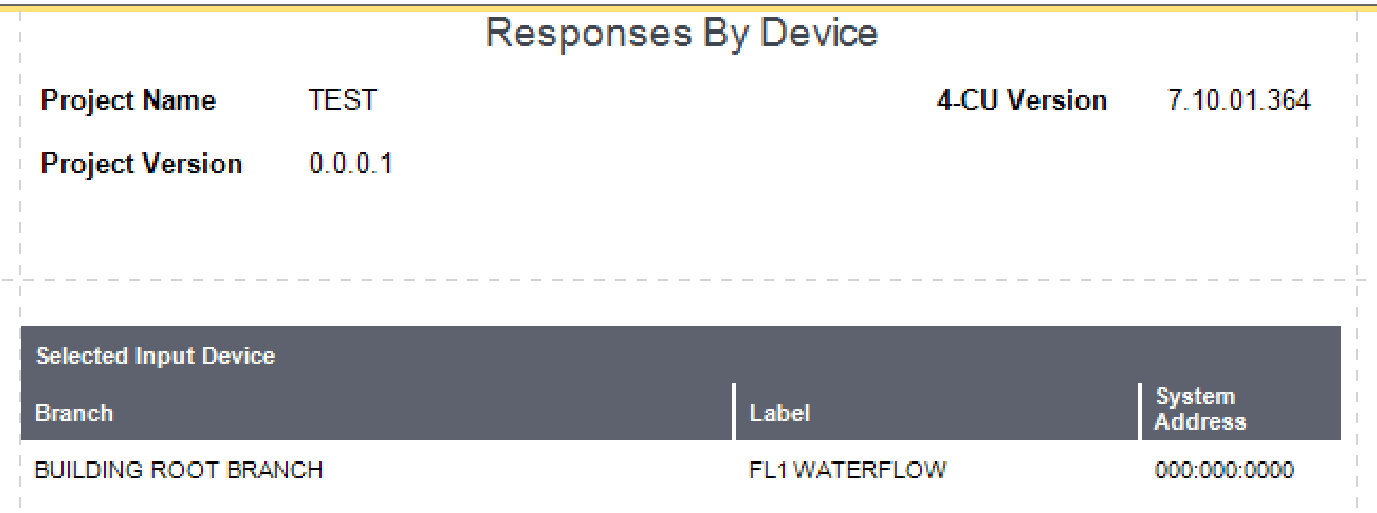 Responses By Device
Project Name TEST 4-CU Version 7.10.01.364
Project Version 0.0.0.1
Selected Input Device
Branch Label System Address
BUILDING ROOT BRANCH FL1 WATERFLOW 000:000:0000